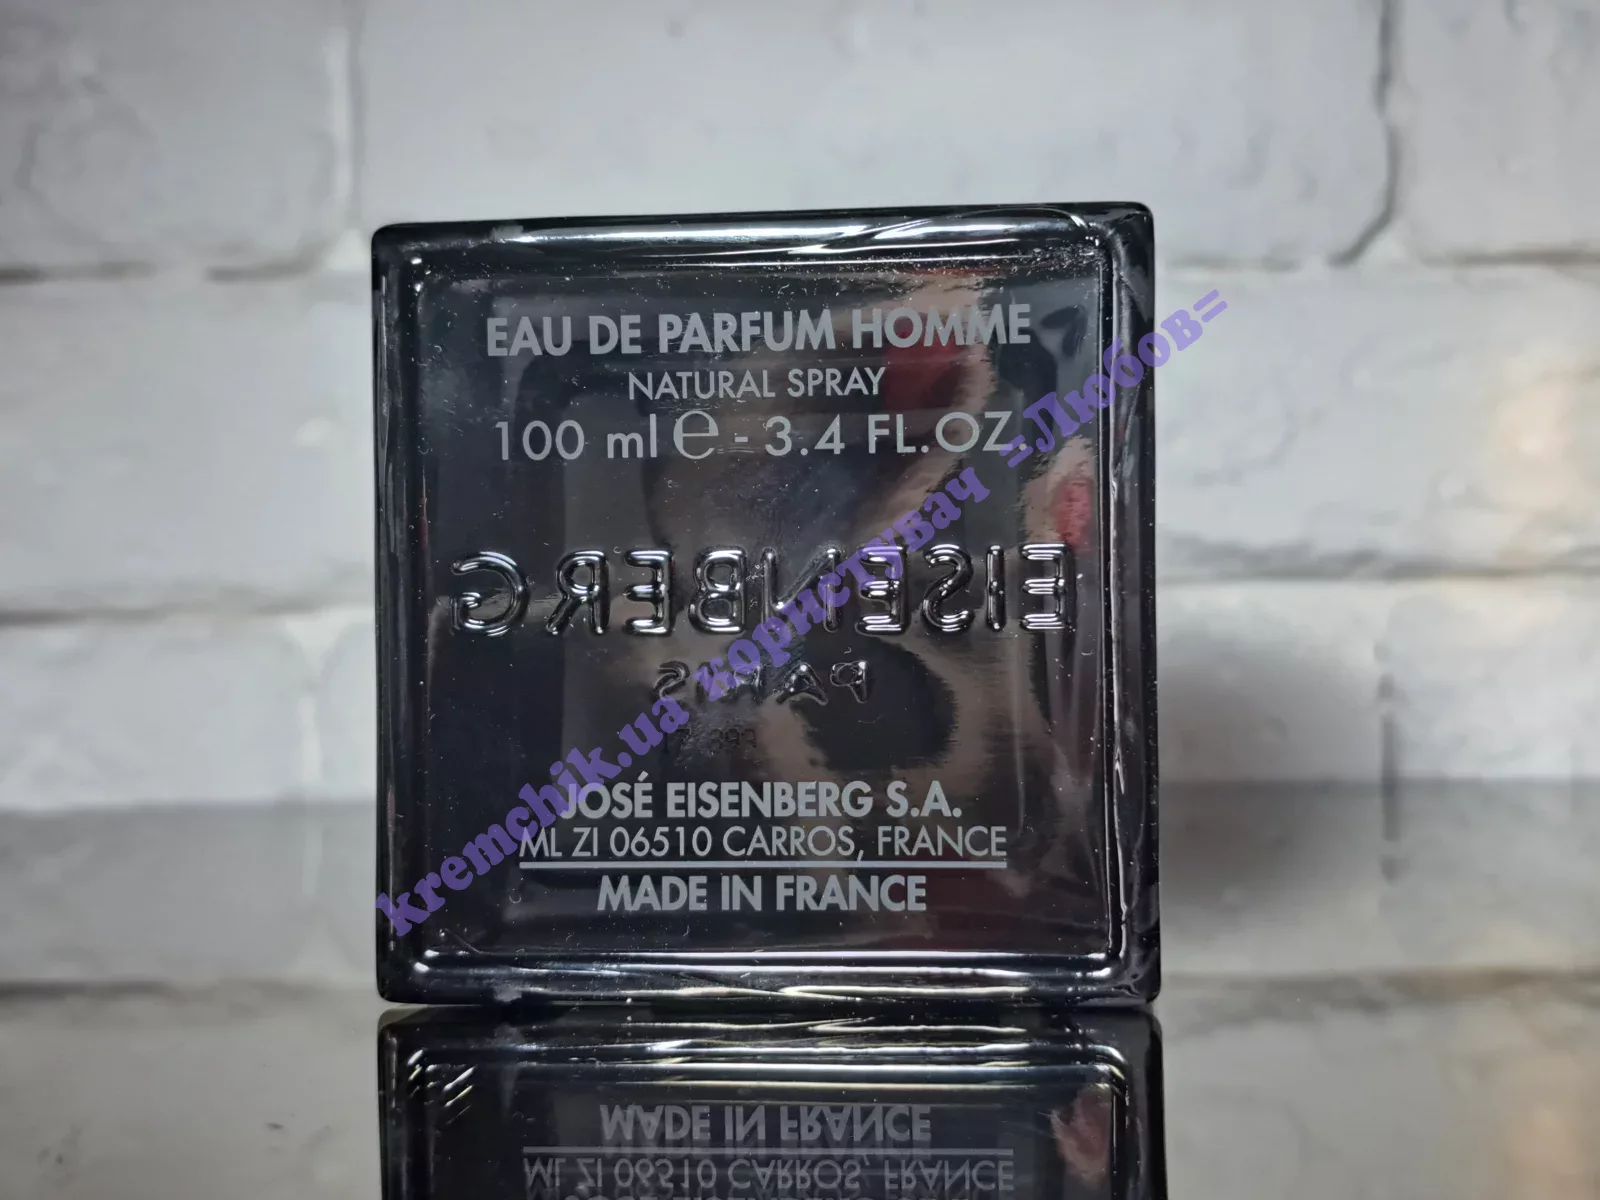 EAU DE PARFUM HOMME
NATURAL SPRAY
100 ml e - 3.4 FL.OZ.
EISENBERG
PARIS
JOSÉ EISENBERG S.A.
ML ZI 06510 CARROS, FRANCE
MADE IN FRANCE
kremchik.ua користувач =Любов=
MADE IN FRANCE
ML ZI 06510 CARROS, FRANCE